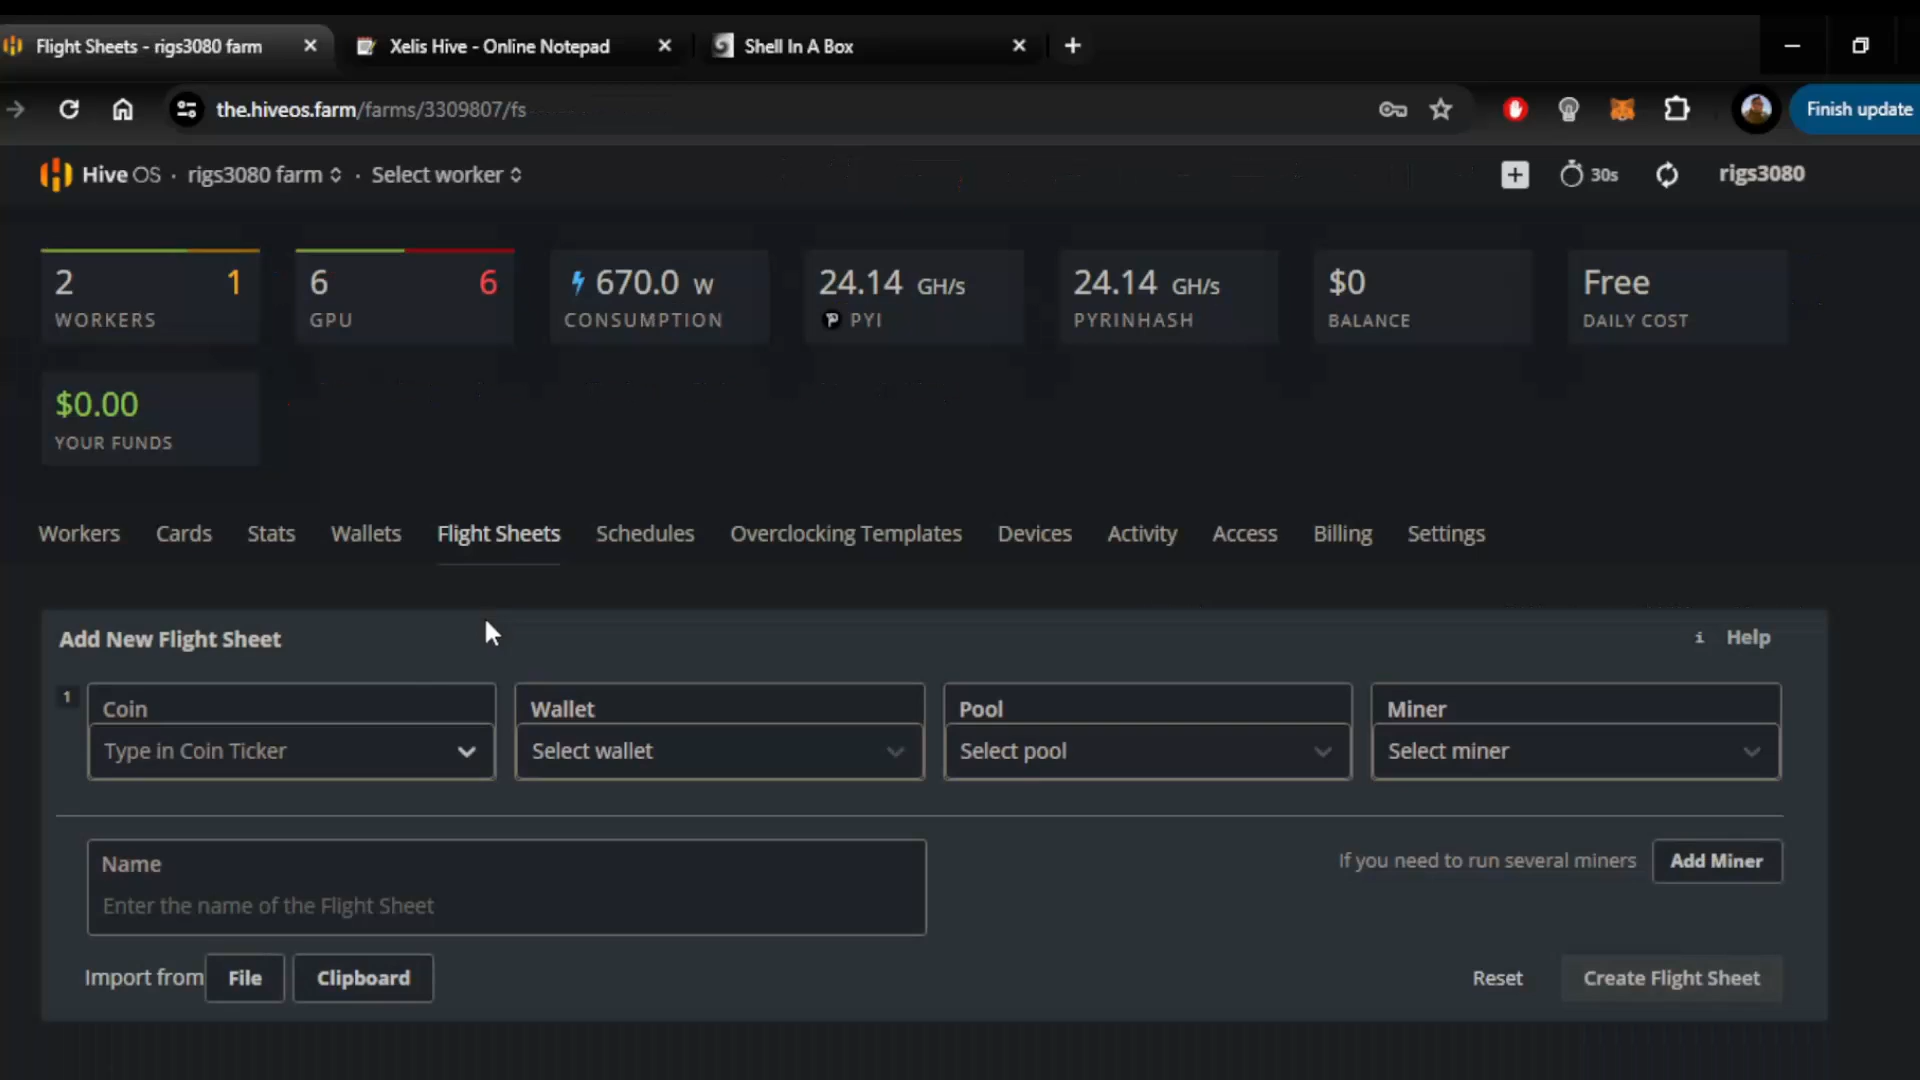 Flight Sheets - rigs3080 farm
Xelis Hive - Online Notepad
Shell In A Box
the.hiveos.farm/farms/3309807/fs
Finish update
Hive OS · rigs3080 farm · Select worker
30s
rigs3080
2 1
WORKERS
6 6
GPU
670.0 W
CONSUMPTION
24.14 GH/s
PYI
24.14 GH/s
PYRINHASH
$0
BALANCE
Free
DAILY COST
$0.00
YOUR FUNDS
Workers Cards Stats Wallets Flight Sheets Schedules Overclocking Templates Devices Activity Access Billing Settings
Add New Flight Sheet
i Help
1
Coin
Type in Coin Ticker
Wallet
Select wallet
Pool
Select pool
Miner
Select miner
Name
Enter the name of the Flight Sheet
If you need to run several miners Add Miner
Import from File Clipboard
Reset Create Flight Sheet